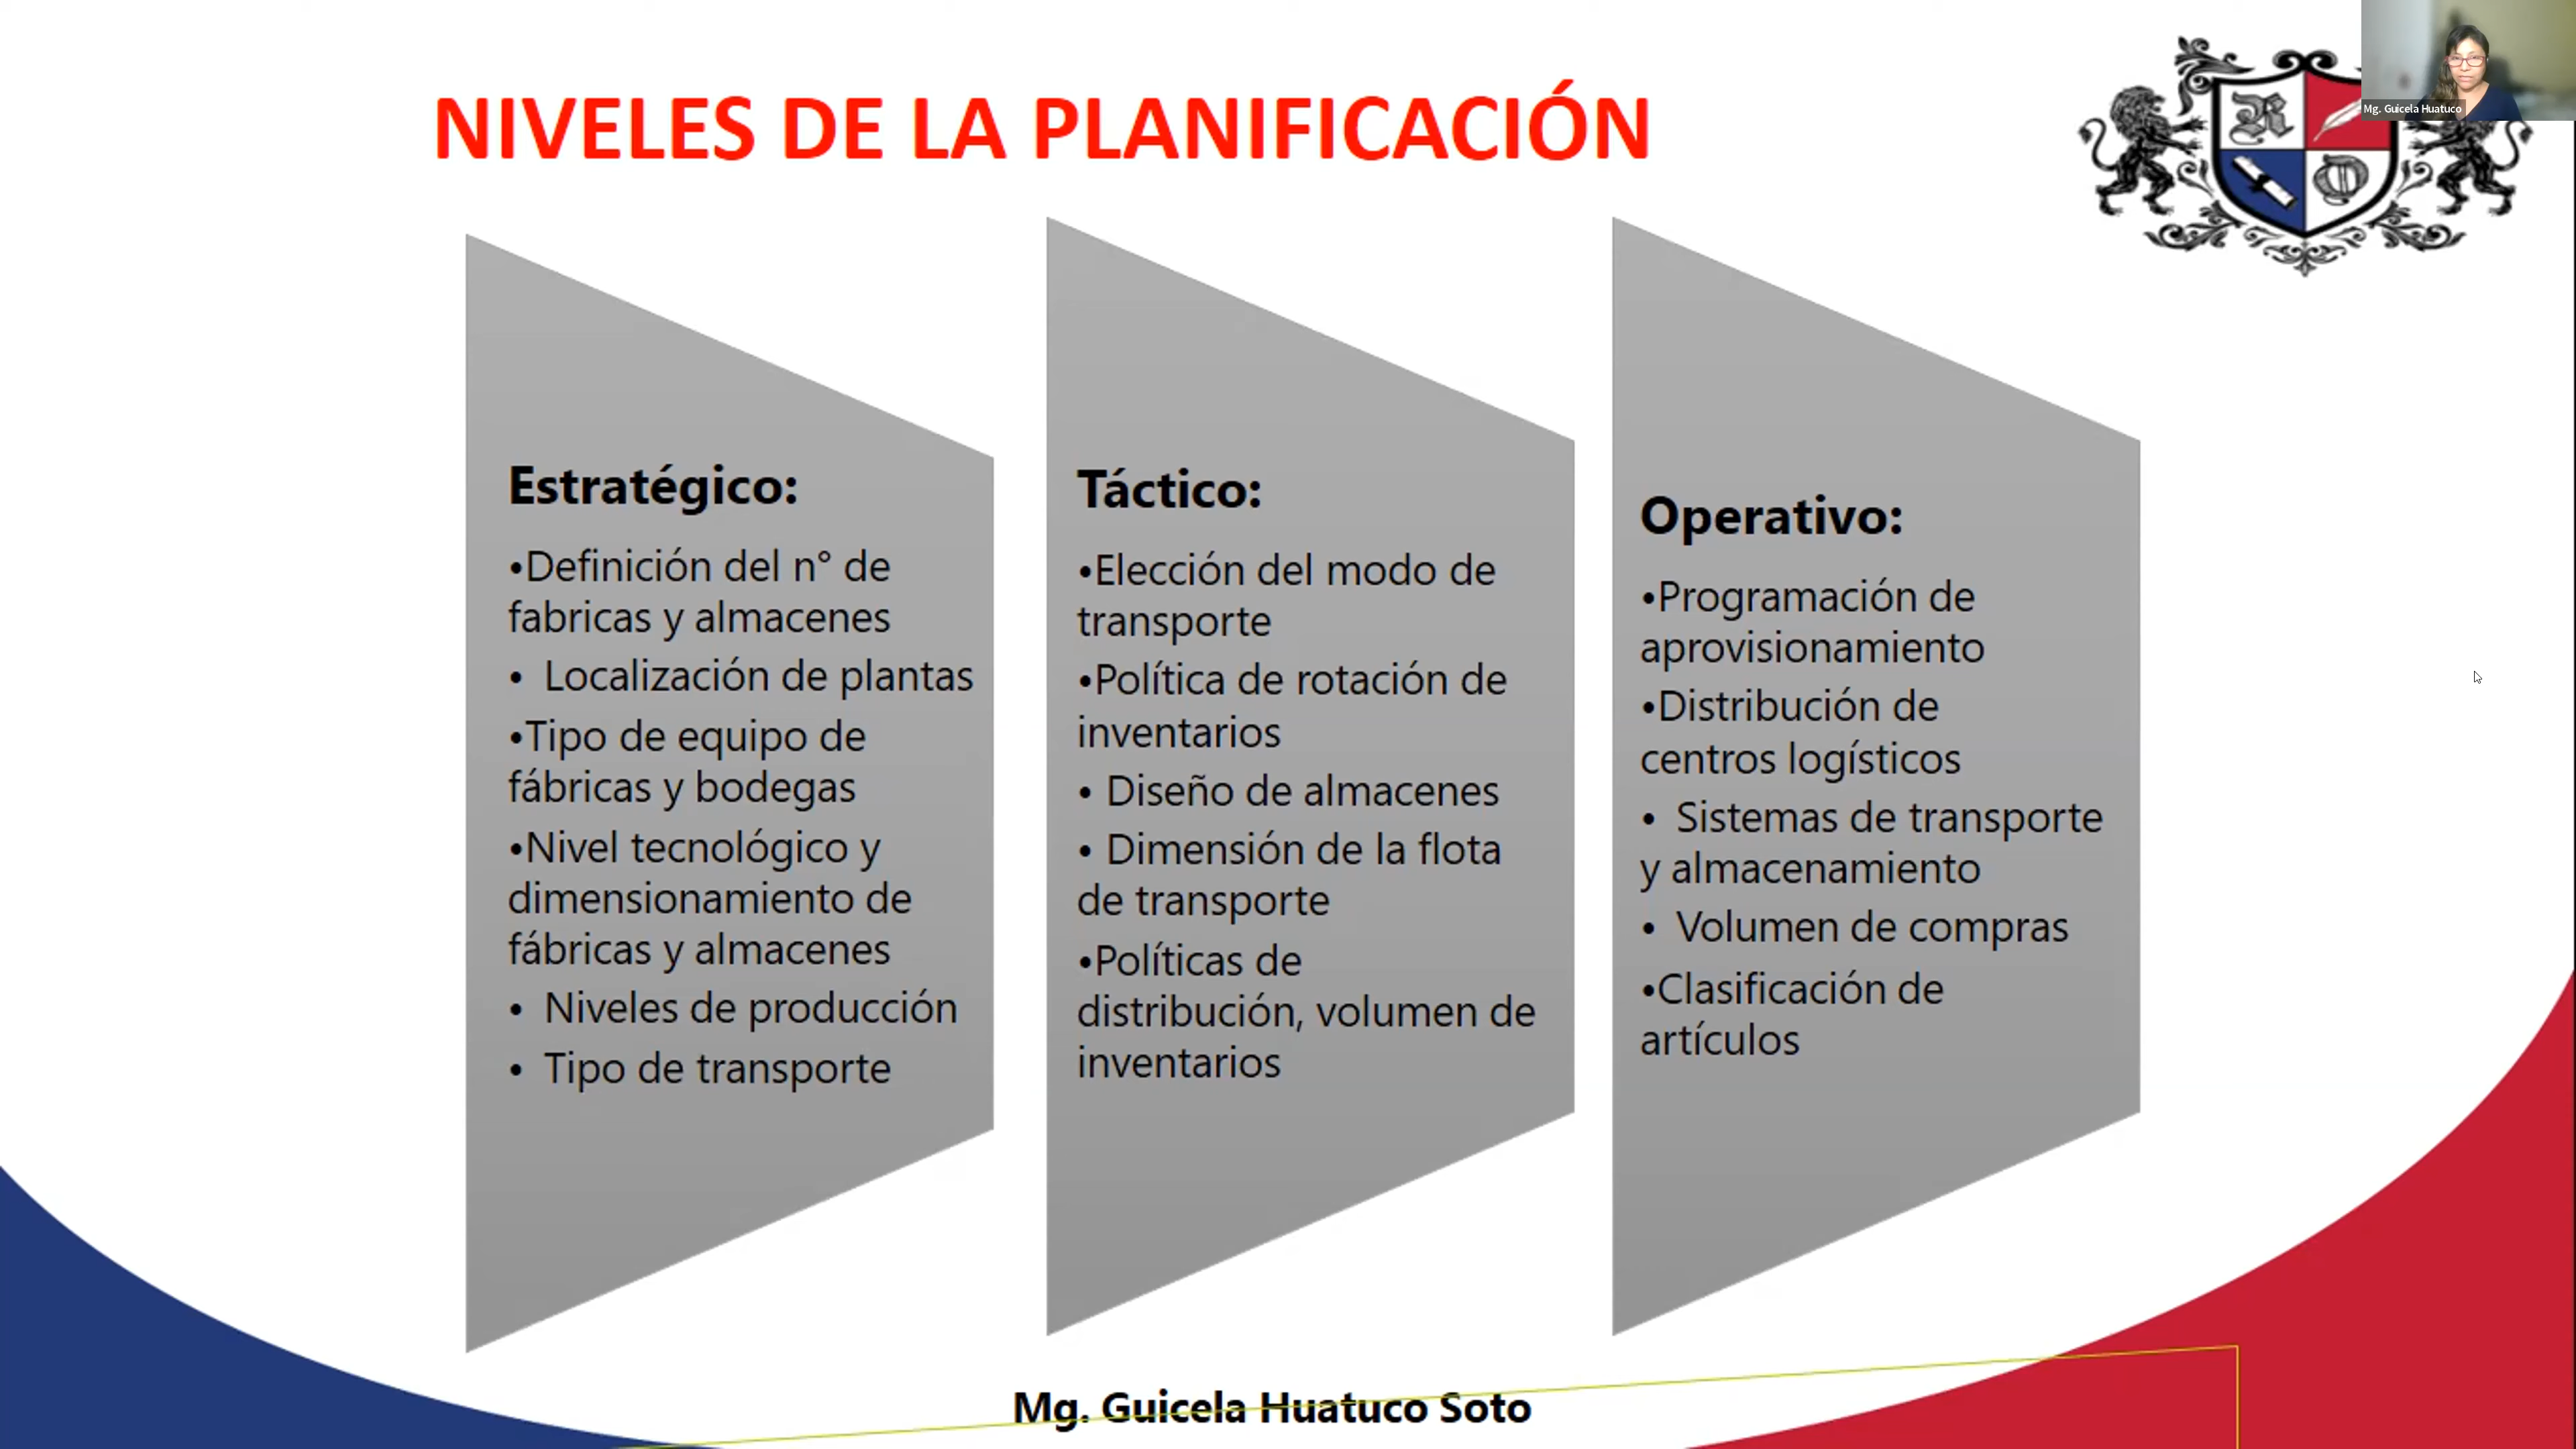 Mg. Guicela Huatuco
NIVELES DE LA PLANIFICACIÓN
Estratégico:
•Definición del n° de
fabricas y almacenes
• Localización de plantas
•Tipo de equipo de
fábricas y bodegas
•Nivel tecnológico y
dimensionamiento de
fábricas y almacenes
• Niveles de producción
• Tipo de transporte
Táctico:
•Elección del modo de
transporte
•Política de rotación de
inventarios
• Diseño de almacenes
• Dimensión de la flota
de transporte
•Políticas de
distribución, volumen de
inventarios
Operativo:
•Programación de
aprovisionamiento
•Distribución de
centros logísticos
• Sistemas de transporte
y almacenamiento
• Volumen de compras
•Clasificación de
artículos
Mg. Guicela Huatuco Soto